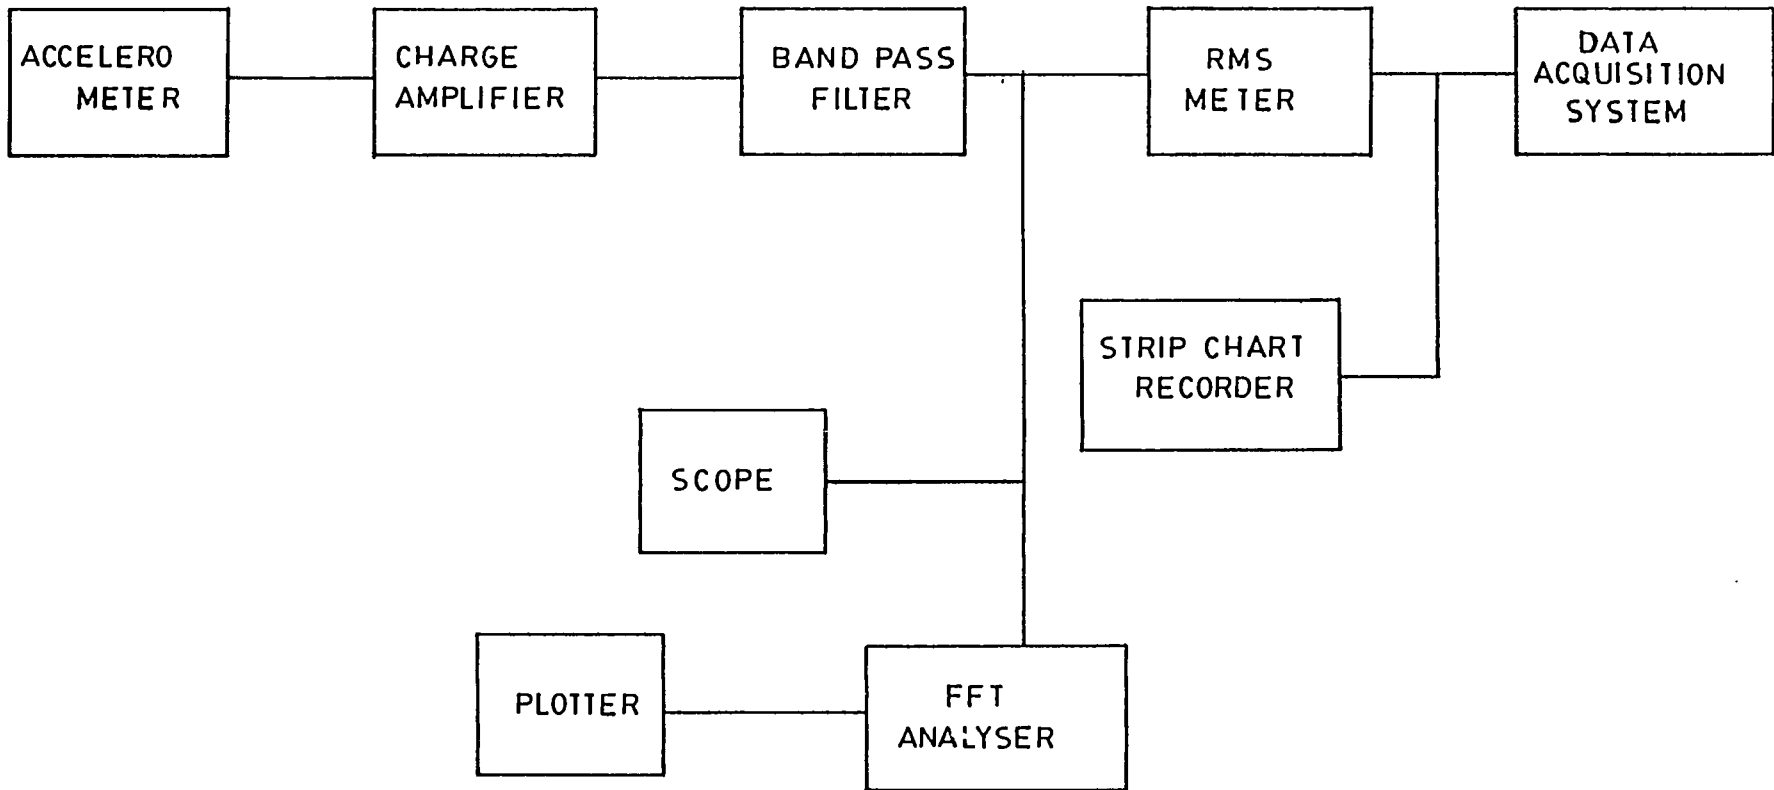 ACCELERO
METER
CHARGE
AMPLIFIER
BAND PASS
FILTER
RMS
METER
DATA
ACQUISITION
SYSTEM
STRIP CHART
RECORDER
SCOPE
PLOTTER
FFT
ANALYSER